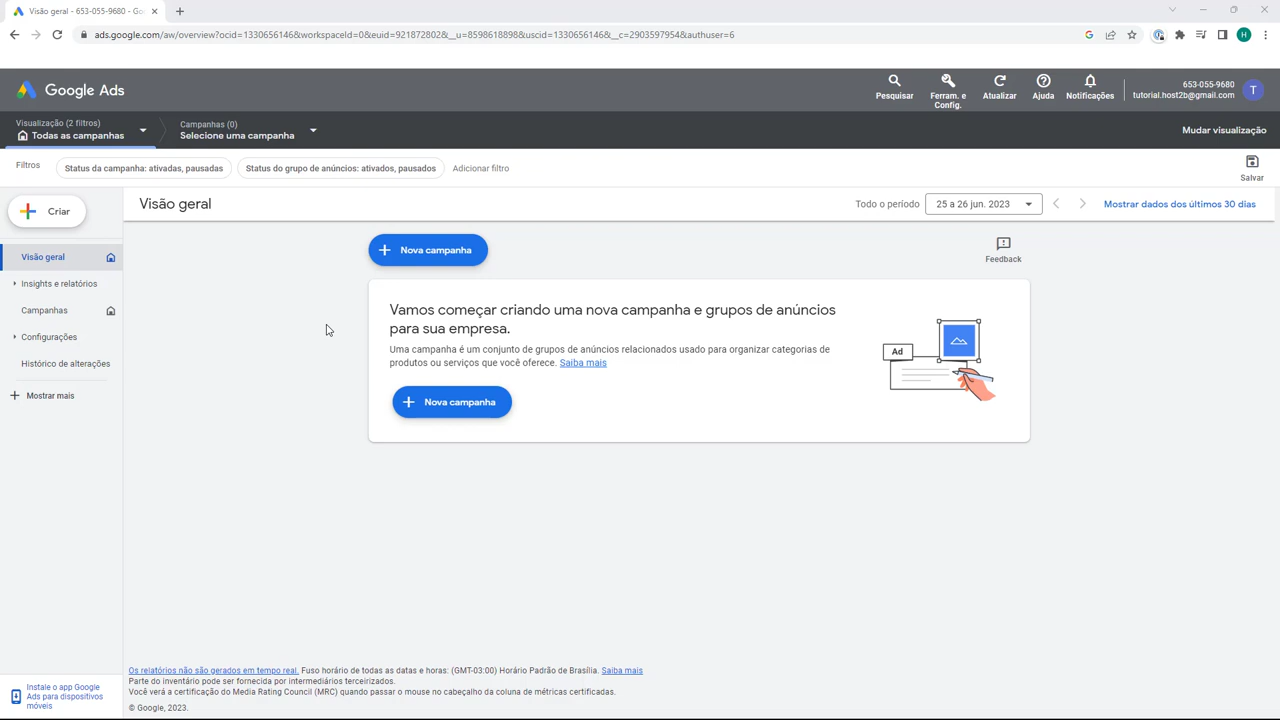 Visão geral - 653-055-9680 - Go
ads.google.com/aw/overview?ocid=1330656146&workspaceId=0&euid=921872802&__u=8598618898&uscid=1330656146&__c=2903597954&authuser=6
H
Google Ads
Pesquisar
Ferram. e
Config.
Atualizar
Ajuda
Notificações
653-055-9680
tutorial.host2b@gmail.com
T
Visualização (2 filtros)
Todas as campanhas
Campanhas (0)
Selecione uma campanha
Mudar visualização
Filtros
Status da campanha: ativadas, pausadas
Status do grupo de anúncios: ativados, pausados
Adicionar filtro
Salvar
Criar
Visão geral
Todo o período
25 a 26 jun. 2023
Mostrar dados dos últimos 30 dias
Visão geral
Insights e relatórios
Campanhas
Configurações
Histórico de alterações
Mostrar mais
Nova campanha
Feedback
Vamos começar criando uma nova campanha e grupos de anúncios
para sua empresa.
Uma campanha é um conjunto de grupos de anúncios relacionados usado para organizar categorias de
produtos ou serviços que você oferece. Saiba mais
Nova campanha
Ad
Instale o app Google
Ads para dispositivos
móveis
Os relatórios não são gerados em tempo real. Fuso horário de todas as datas e horas: (GMT-03:00) Horário Padrão de Brasília. Saiba mais
Parte do inventário pode ser fornecida por intermediários terceirizados.
Você verá a certificação do Media Rating Council (MRC) quando passar o mouse no cabeçalho da coluna de métricas certificadas.
© Google, 2023.